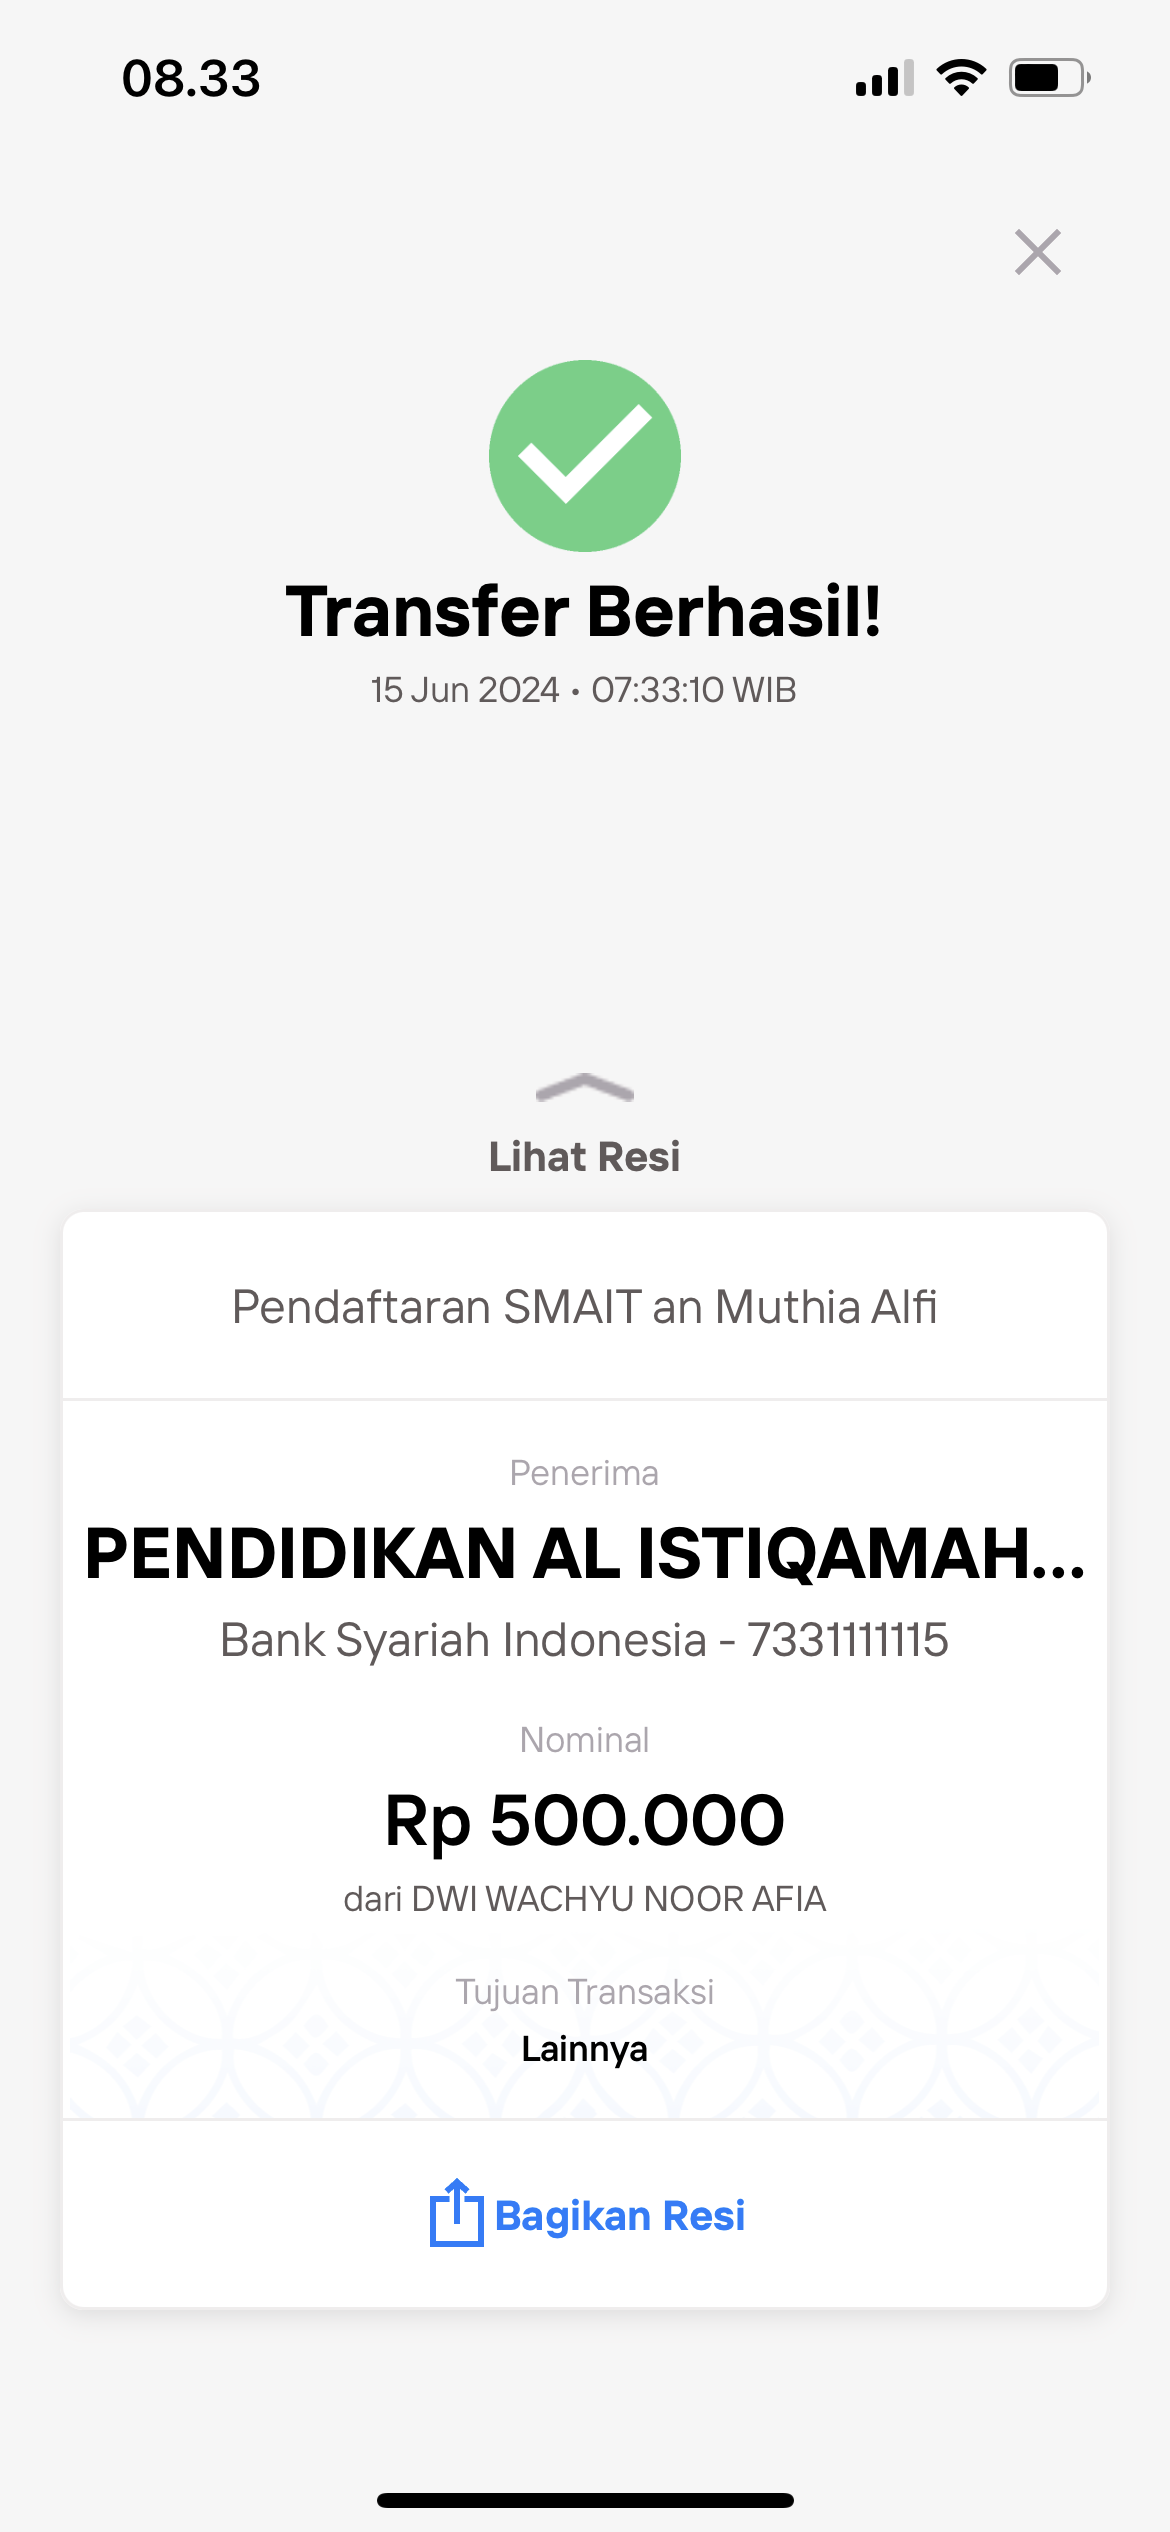 08.33
Transfer Berhasil!
15 Jun 2024 • 07:33:10 WIB
Lihat Resi
Pendaftaran SMAIT an Muthia Alfi
Penerima
PENDIDIKAN AL ISTIQAMAH...
Bank Syariah Indonesia - 7331111115
Nominal
Rp 500.000
dari DWI WACHYU NOOR AFIA
Tujuan Transaksi
Lainnya
Bagikan Resi